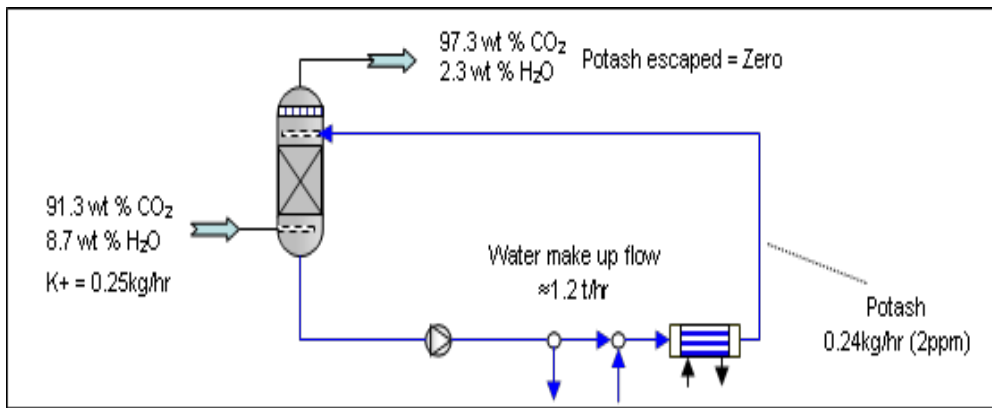 97.3 wt % CO₂
2.3 wt % H₂O
Potash escaped = Zero
91.3 wt % CO₂
8.7 wt % H₂O
K+ = 0.25kg/hr
Water make up flow
≈1.2 t/hr
Potash
0.24kg/hr (2ppm)